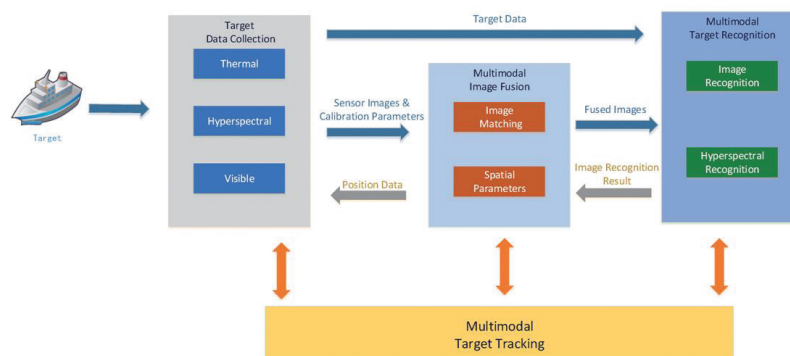 Target
Target
Data Collection
Thermal
Hyperspectral
Visible
Target Data
Sensor Images &
Calibration Parameters
Position Data
Multimodal
Image Fusion
Image
Matching
Spatial
Parameters
Fused Images
Image Recognition
Result
Multimodal
Target Recognition
Image
Recognition
Hyperspectral
Recognition
Multimodal
Target Tracking